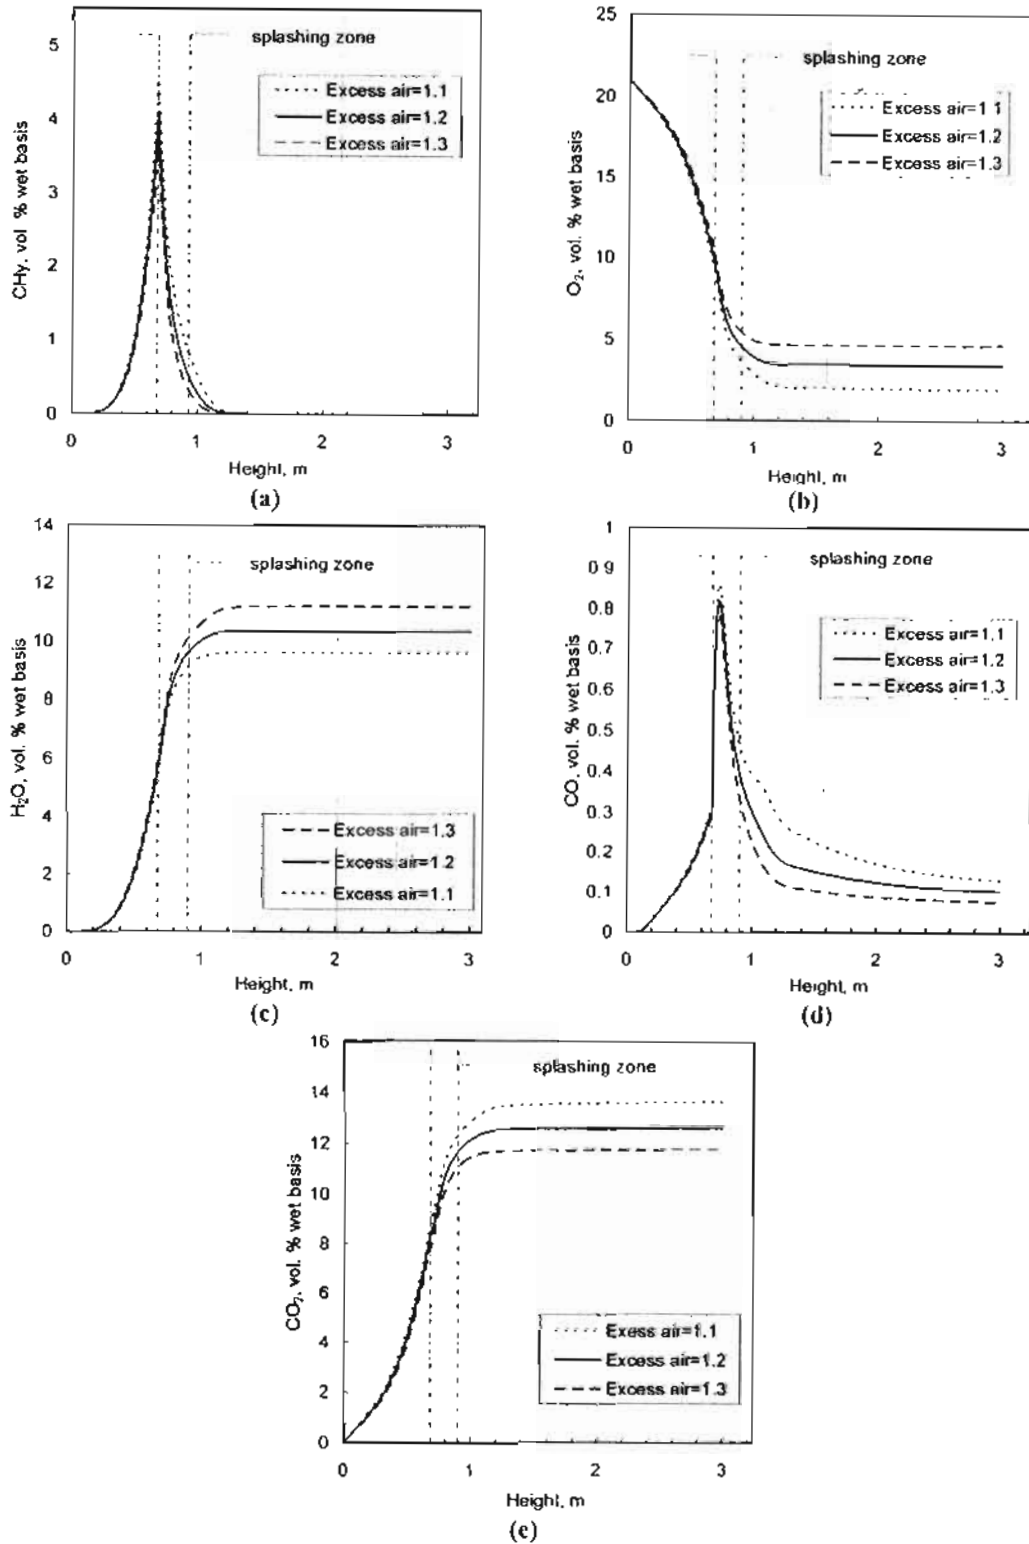 splashing zone
Excess air=1.1
Excess air=1.2
Excess air=1.3
CHy, vol. % wet basis
5
4
3
2
1
0
0 1 2 3
Height, m
(a)
splashing zone
Excess air=1.1
Excess air=1.2
Excess air=1.3
O₂, vol. % wet basis
25
20
15
10
5
0
0 1 2 3
Height, m
(b)
splashing zone
H₂O, vol. % wet basis
14
12
10
8
6
4
2
0
Excess air=1.3
Excess air=1.2
Excess air=1.1
0 1 2 3
Height, m
(c)
splashing zone
Excess air=1.1
Excess air=1.2
Excess air=1.3
CO, vol. % wet basis
1
0.9
0.8
0.7
0.6
0.5
0.4
0.3
0.2
0.1
0
0 1 2 3
Height, m
(d)
splashing zone
CO₂, vol. % wet basis
16
14
12
10
8
6
4
2
0
Exess air=1.1
Excess air=1.2
Excess air=1.3
0 1 2 3
Height, m
(e)